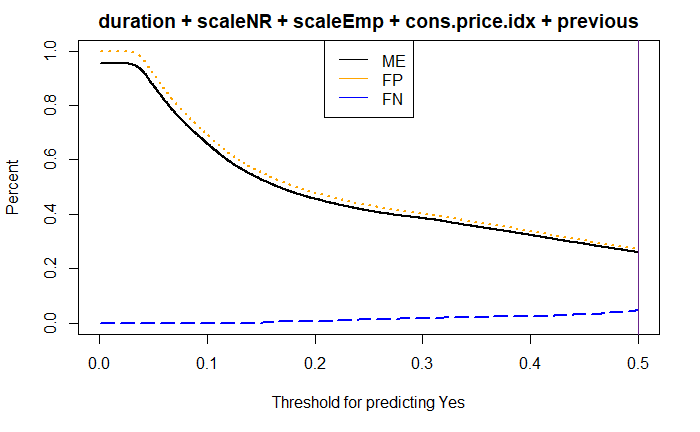 duration + scaleNR + scaleEmp + cons.price.idx + previous
ME
FP
FN
Percent
1.0
0.8
0.6
0.4
0.2
0.0
0.0 0.1 0.2 0.3 0.4 0.5
Threshold for predicting Yes